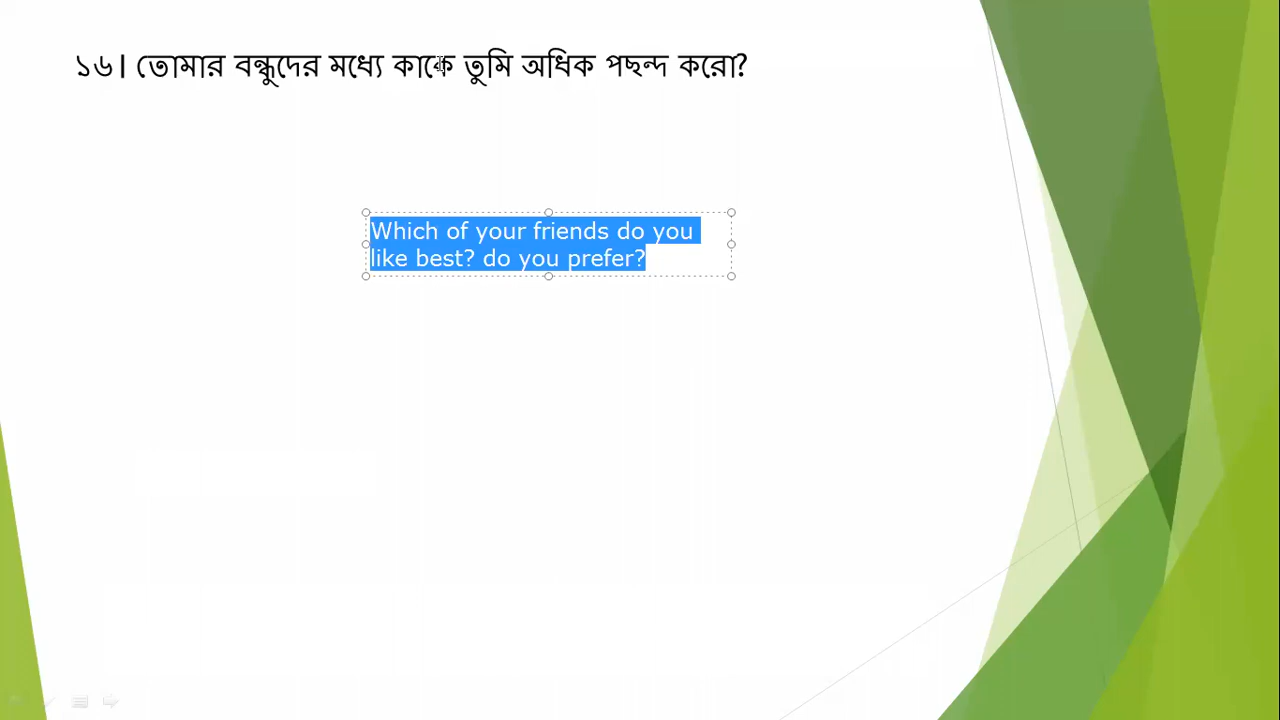 ১৬। তোমার বন্ধুদের মধ্যে কাকে তুমি অধিক পছন্দ করো?
Which of your friends do you
like best? do you prefer?